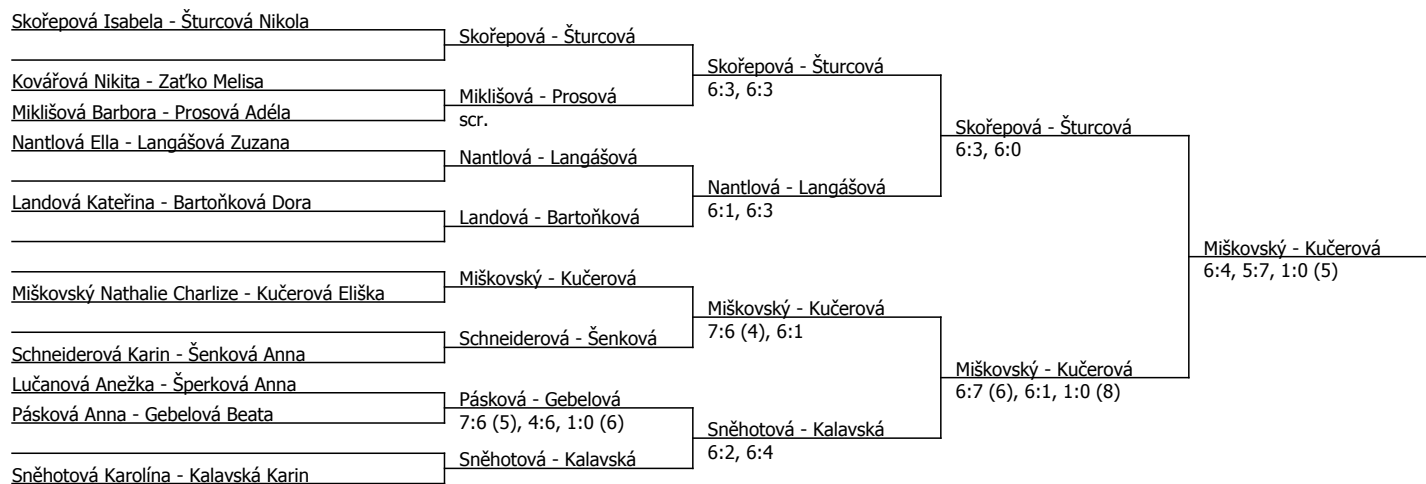 Skořepová Isabela - Šturcová Nikola
Kovářová Nikita - Zaťko Melisa
Miklišová Barbora - Prosová Adéla
Nantlová Ella - Langášová Zuzana
Landová Kateřina - Bartoňková Dora
Miškovský Nathalie Charlize - Kučerová Eliška
Schneiderová Karin - Šenková Anna
Lučanová Anežka - Šperková Anna
Pásková Anna - Gebelová Beata
Sněhotová Karolína - Kalavská Karin
Skořepová - Šturcová
Miklišová - Prosová
scr.
Nantlová - Langášová
Landová - Bartoňková
Miškovský - Kučerová
Schneiderová - Šenková
Pásková - Gebelová
7:6 (5), 4:6, 1:0 (6)
Sněhotová - Kalavská
Skořepová - Šturcová
6:3, 6:3
Nantlová - Langášová
6:1, 6:3
Miškovský - Kučerová
7:6 (4), 6:1
Sněhotová - Kalavská
6:2, 6:4
Skořepová - Šturcová
6:3, 6:0
Miškovský - Kučerová
6:7 (6), 6:1, 1:0 (8)
Miškovský - Kučerová
6:4, 5:7, 1:0 (5)